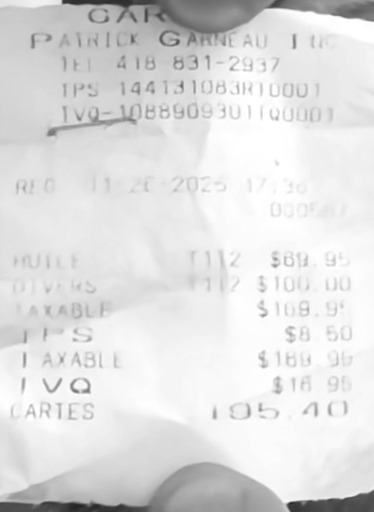 GAR
PATRICK GARNEAU INC
TEL 418 831-2937
TPS 144131083RT0001
TVQ-1088909301TQ0001
REG 11-26-2025 17:36
HUILE T112 $69.95
DIVERS T112 $100.00
TAXABLE $169.95
TPS $8.50
TAXABLE $169.95
TVQ $16.95
CARTES 195.40